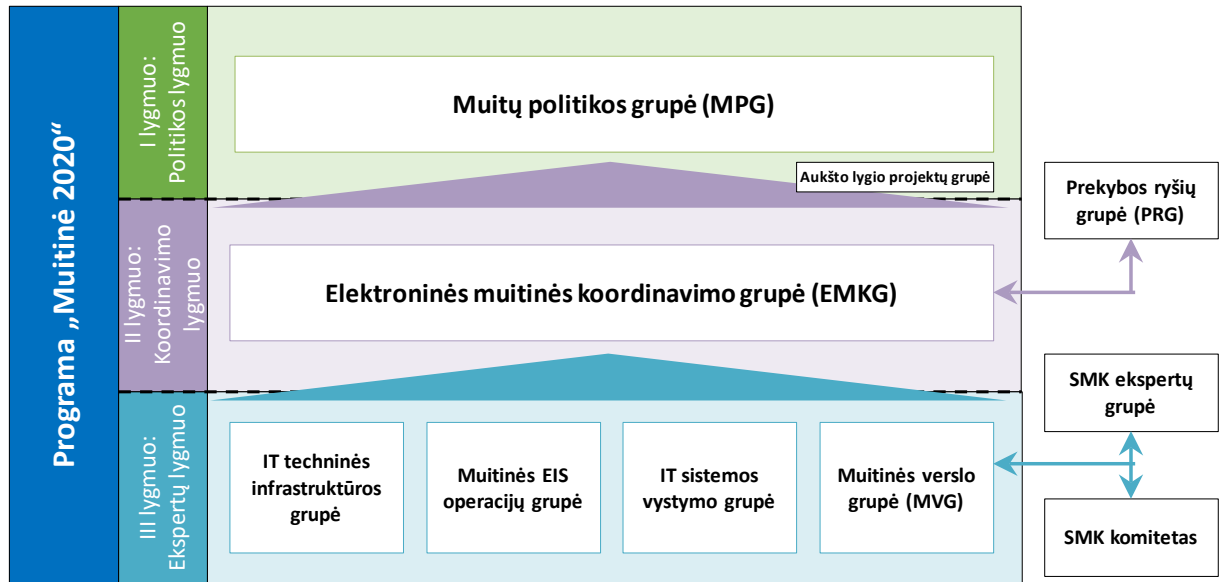 Programa „Muitinė 2020“
I lygmuo:
Politikos lygmuo
Muitų politikos grupė (MPG)
Aukšto lygio projektų grupė
II lygmuo:
Koordinavimo
lygmuo
Elektroninės muitinės koordinavimo grupė (EMKG)
Prekybos ryšių
grupė (PRG)
III lygmuo:
Ekspertų lygmuo
IT techninės
infrastruktūros
grupė
Muitinės EIS
operacijų grupė
IT sistemos
vystymo grupė
Muitinės verslo
grupė (MVG)
SMK ekspertų
grupė
SMK komitetas